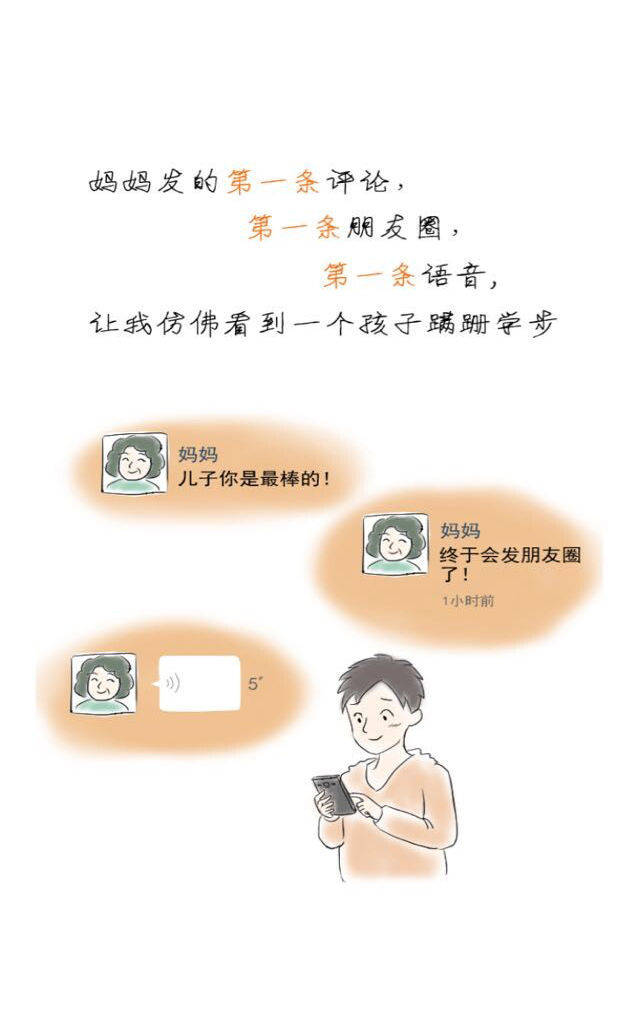 妈妈发的第一条评论，
第一条朋友圈，
第一条语音，
让我仿佛看到一个孩子蹒跚学步
妈妈
儿子你是最棒的！
妈妈
终于会发朋友圈
了！
1小时前
5″